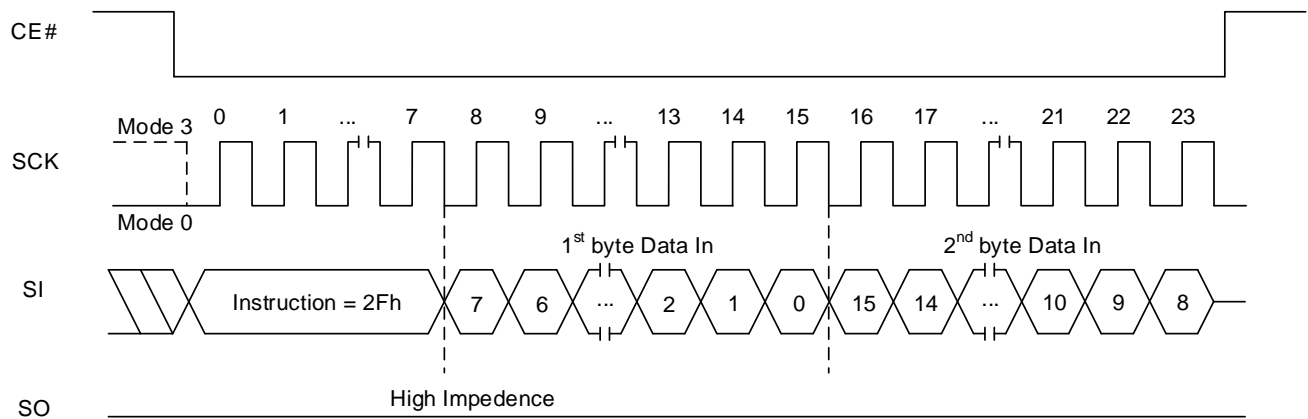 CE#
0 1 ... 7 8 9 ... 13 14 15 16 17 ... 21 22 23
Mode 3
SCK
Mode 0
1st byte Data In 2nd byte Data In
SI Instruction = 2Fh 7 6 ... 2 1 0 15 14 ... 10 9 8
High Impedence
SO